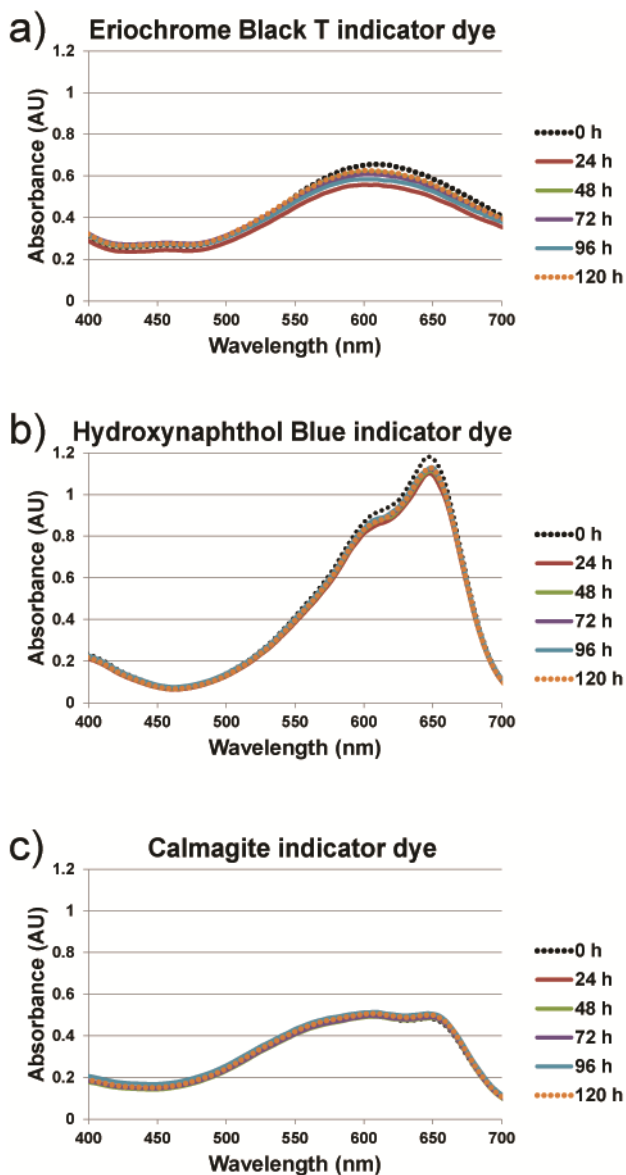 a) Eriochrome Black T indicator dye
1.2
1
0.8
0.6
0.4
0.2
0
Absorbance (AU)
400 450 500 550 600 650 700
Wavelength (nm)
0 h
24 h
48 h
72 h
96 h
120 h
b) Hydroxynaphthol Blue indicator dye
1.2
1
0.8
0.6
0.4
0.2
0
Absorbance (AU)
400 450 500 550 600 650 700
Wavelength (nm)
0 h
24 h
48 h
72 h
96 h
120 h
c) Calmagite indicator dye
1.2
1
0.8
0.6
0.4
0.2
0
Absorbance (AU)
400 450 500 550 600 650 700
Wavelength (nm)
0 h
24 h
48 h
72 h
96 h
120 h